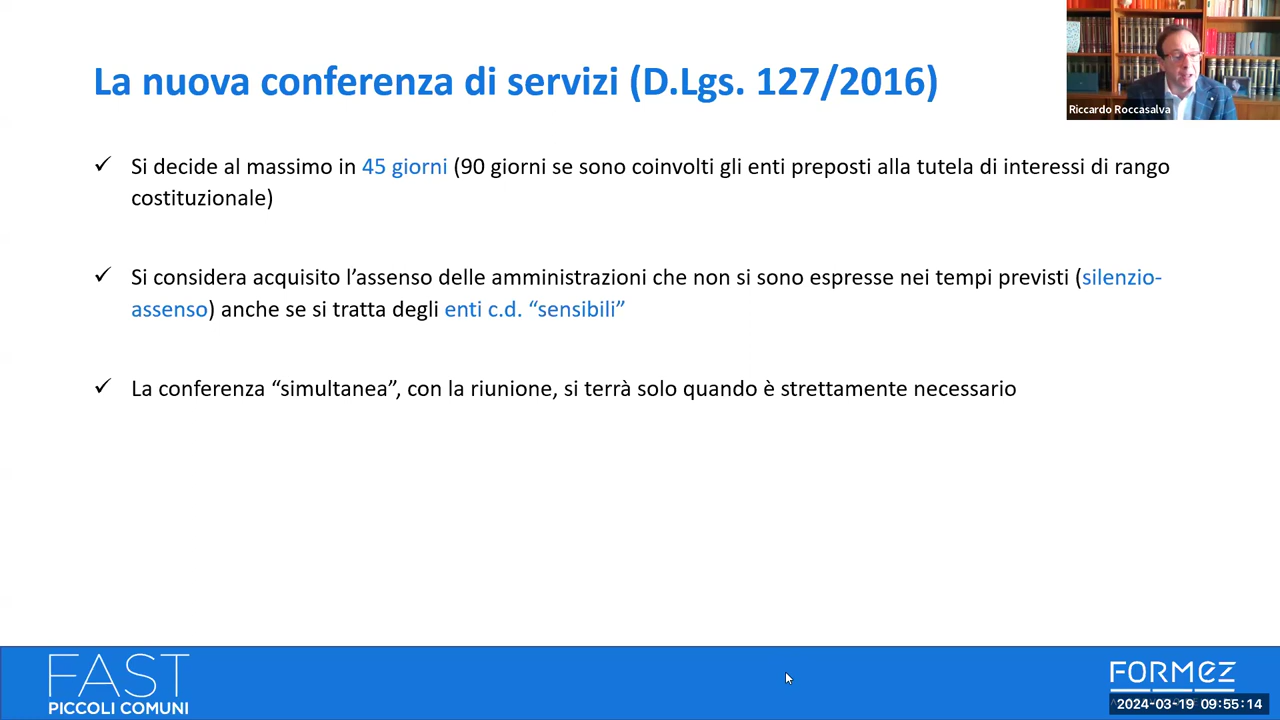 La nuova conferenza di servizi (D.Lgs. 127/2016)
Riccardo Roccasalva
✓ Si decide al massimo in 45 giorni (90 giorni se sono coinvolti gli enti preposti alla tutela di interessi di rango
costituzionale)
✓ Si considera acquisito l’assenso delle amministrazioni che non si sono espresse nei tempi previsti (silenzio-
assenso) anche se si tratta degli enti c.d. “sensibili”
✓ La conferenza “simultanea”, con la riunione, si terrà solo quando è strettamente necessario
FAST
PICCOLI COMUNI
FORMEZ
2024-03-19 09:55:14